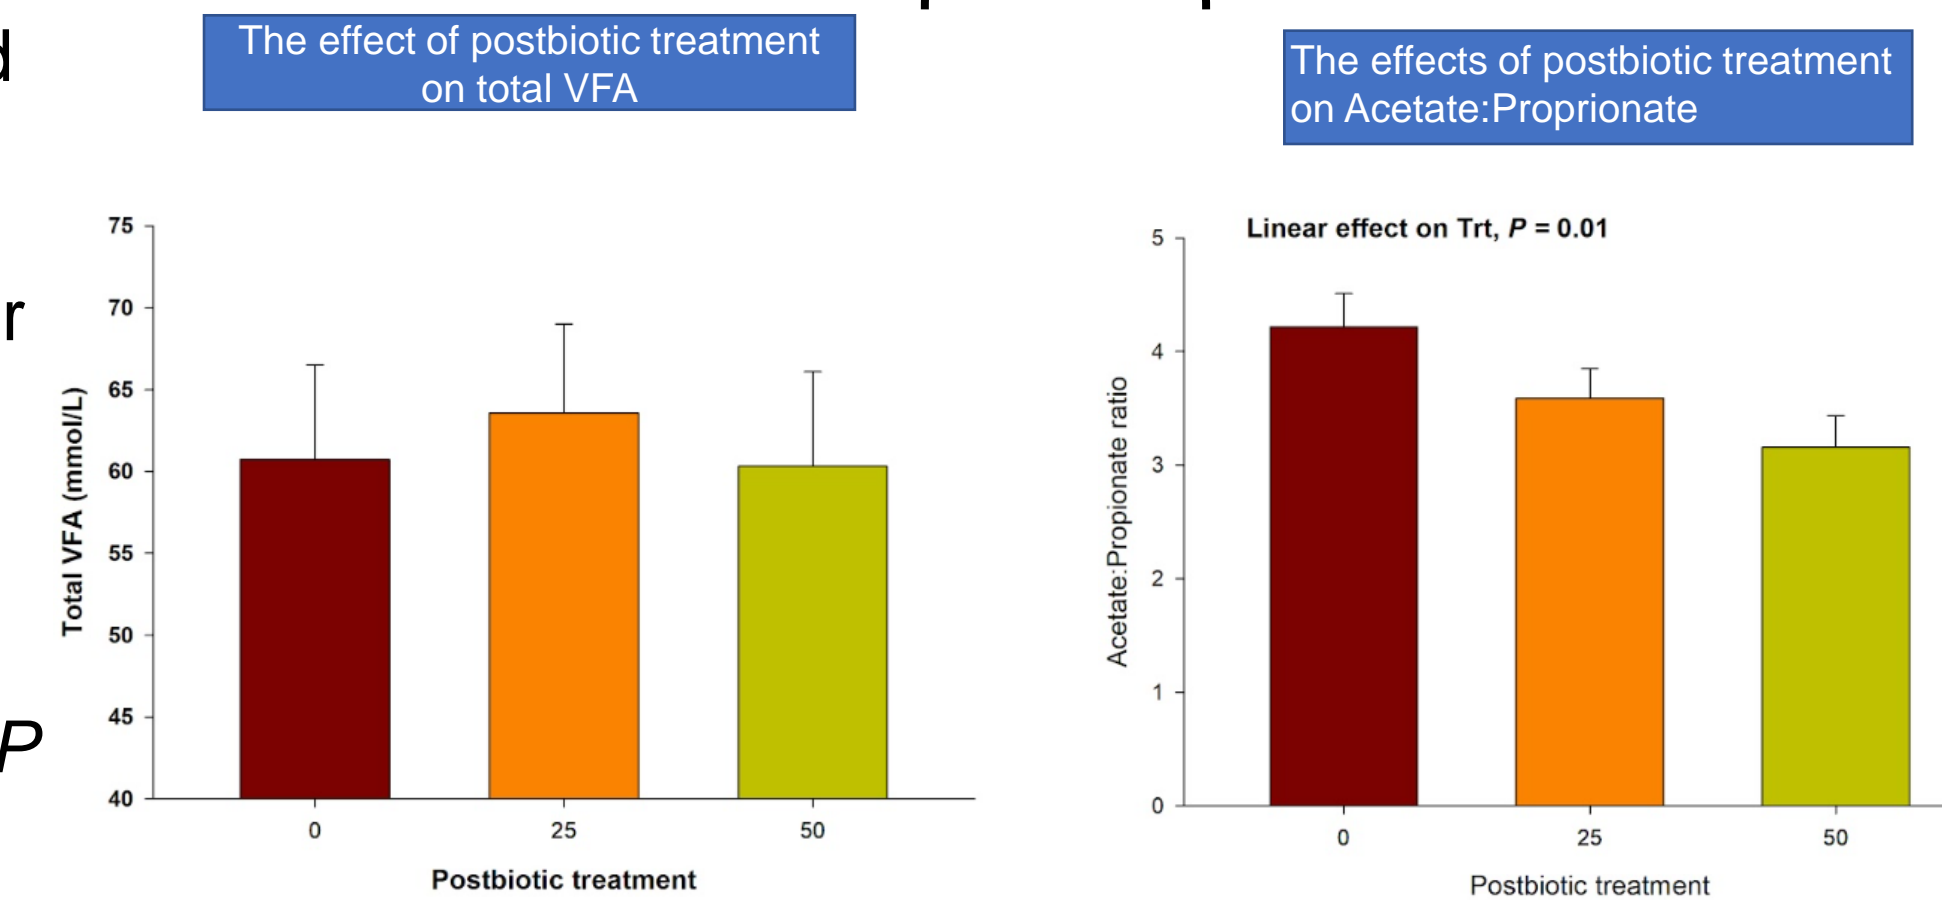 d
r
P
The effect of postbiotic treatment
on total VFA
75
70
65
60
55
50
45
40
Total VFA (mmol/L)
0 25 50
Postbiotic treatment
The effects of postbiotic treatment
on Acetate:Proprionate
Linear effect on Trt, P = 0.01
5
4
3
2
1
0
Acetate:Propionate ratio
0 25 50
Postbiotic treatment